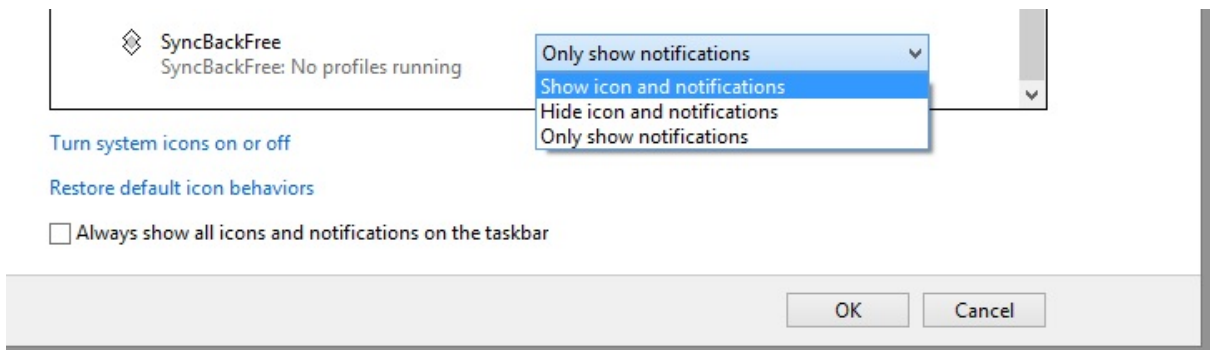 SyncBackFree
SyncBackFree: No profiles running
Only show notifications
Show icon and notifications
Hide icon and notifications
Only show notifications
Turn system icons on or off
Restore default icon behaviors
Always show all icons and notifications on the taskbar
OK
Cancel